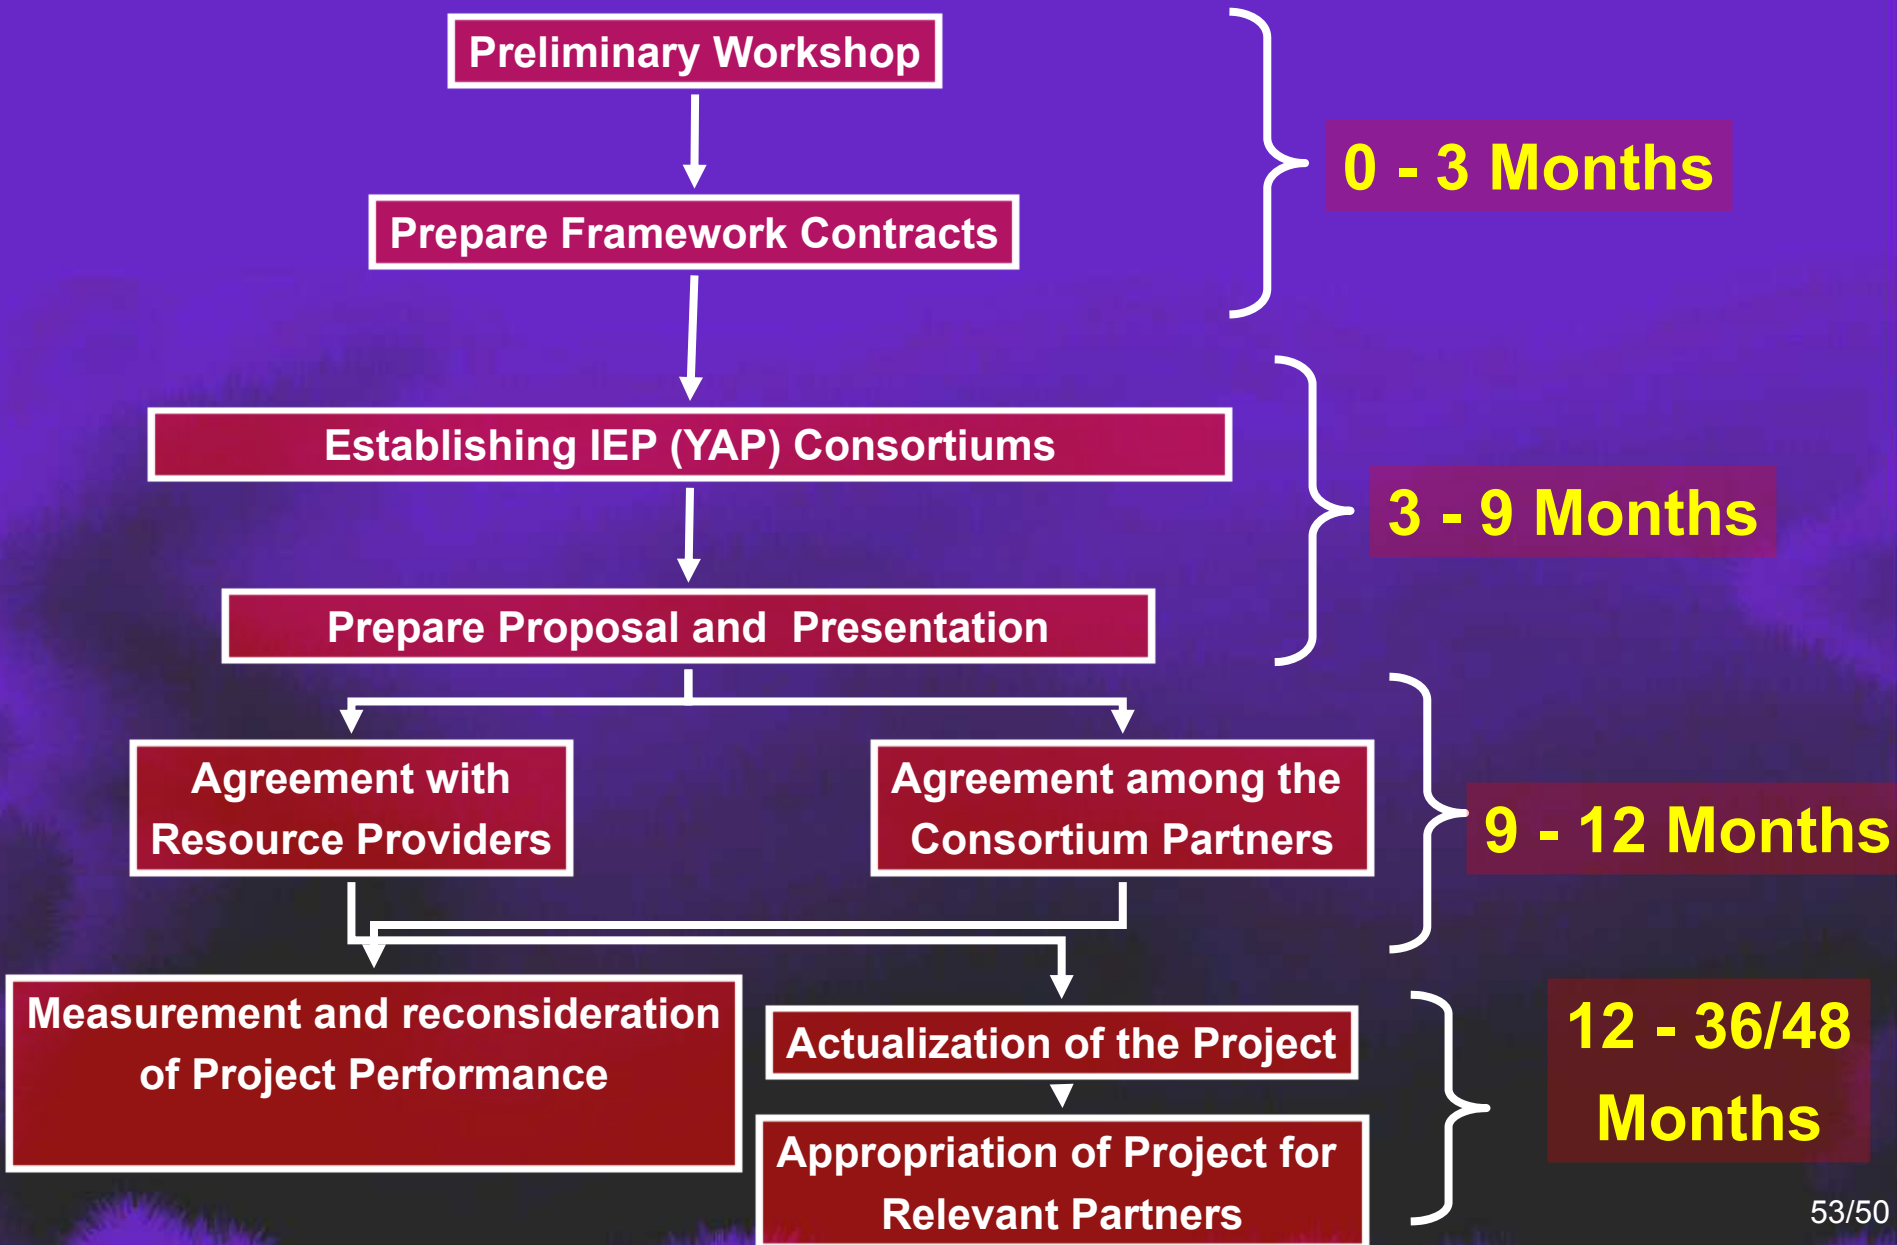 Preliminary Workshop
0 - 3 Months
Prepare Framework Contracts
Establishing IEP (YAP) Consortiums
3 - 9 Months
Prepare Proposal and  Presentation
Agreement with
Resource Providers
Agreement among the
Consortium Partners
9 - 12 Months
Measurement and reconsideration
of Project Performance
Actualization of the Project
12 - 36/48
Months
Appropriation of Project for
Relevant Partners
53/50